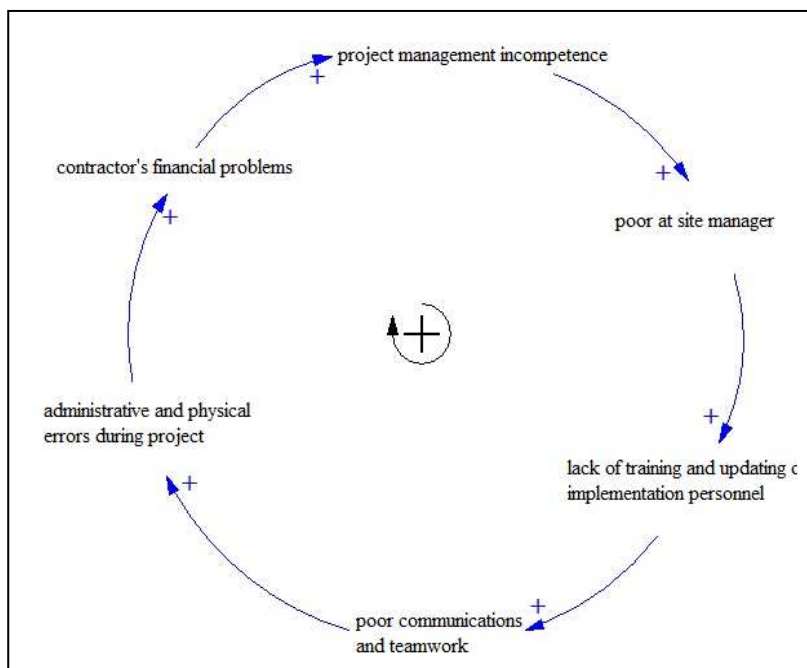 project management incompetence
contractor's financial problems
poor at site manager
administrative and physical
errors during project
lack of training and updating
implementation personnel
poor communications
and teamwork
+
+
+
+
+
+
+